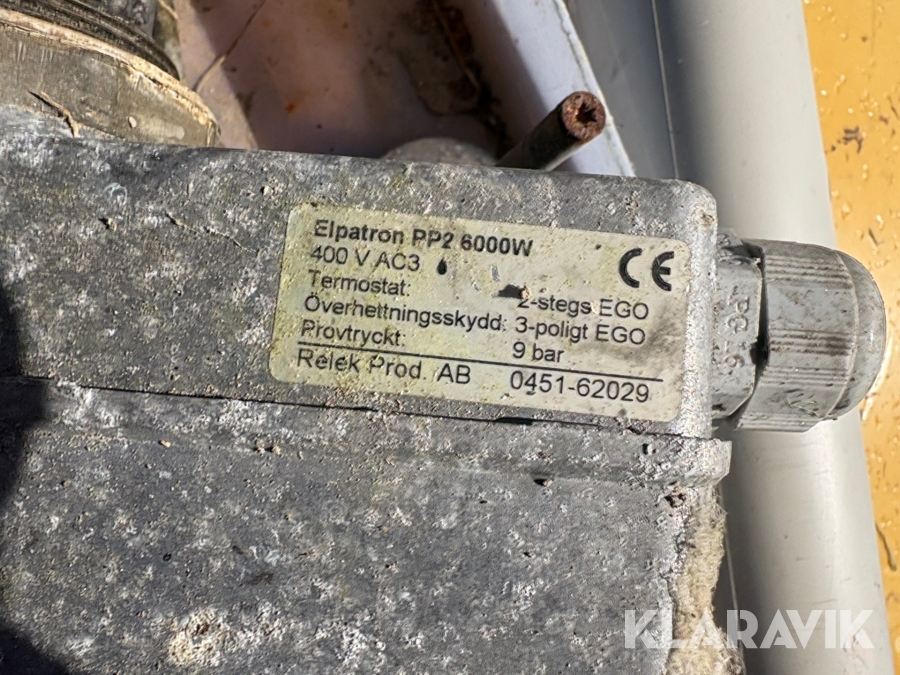 Elpatron PP2 6000W
400 V AC3
CE
Termostat: 2-stegs EGO
Överhettningsskydd: 3-poligt EGO
Provtryckt: 9 bar
Relek Prod. AB 0451-62029
KLARAVIK